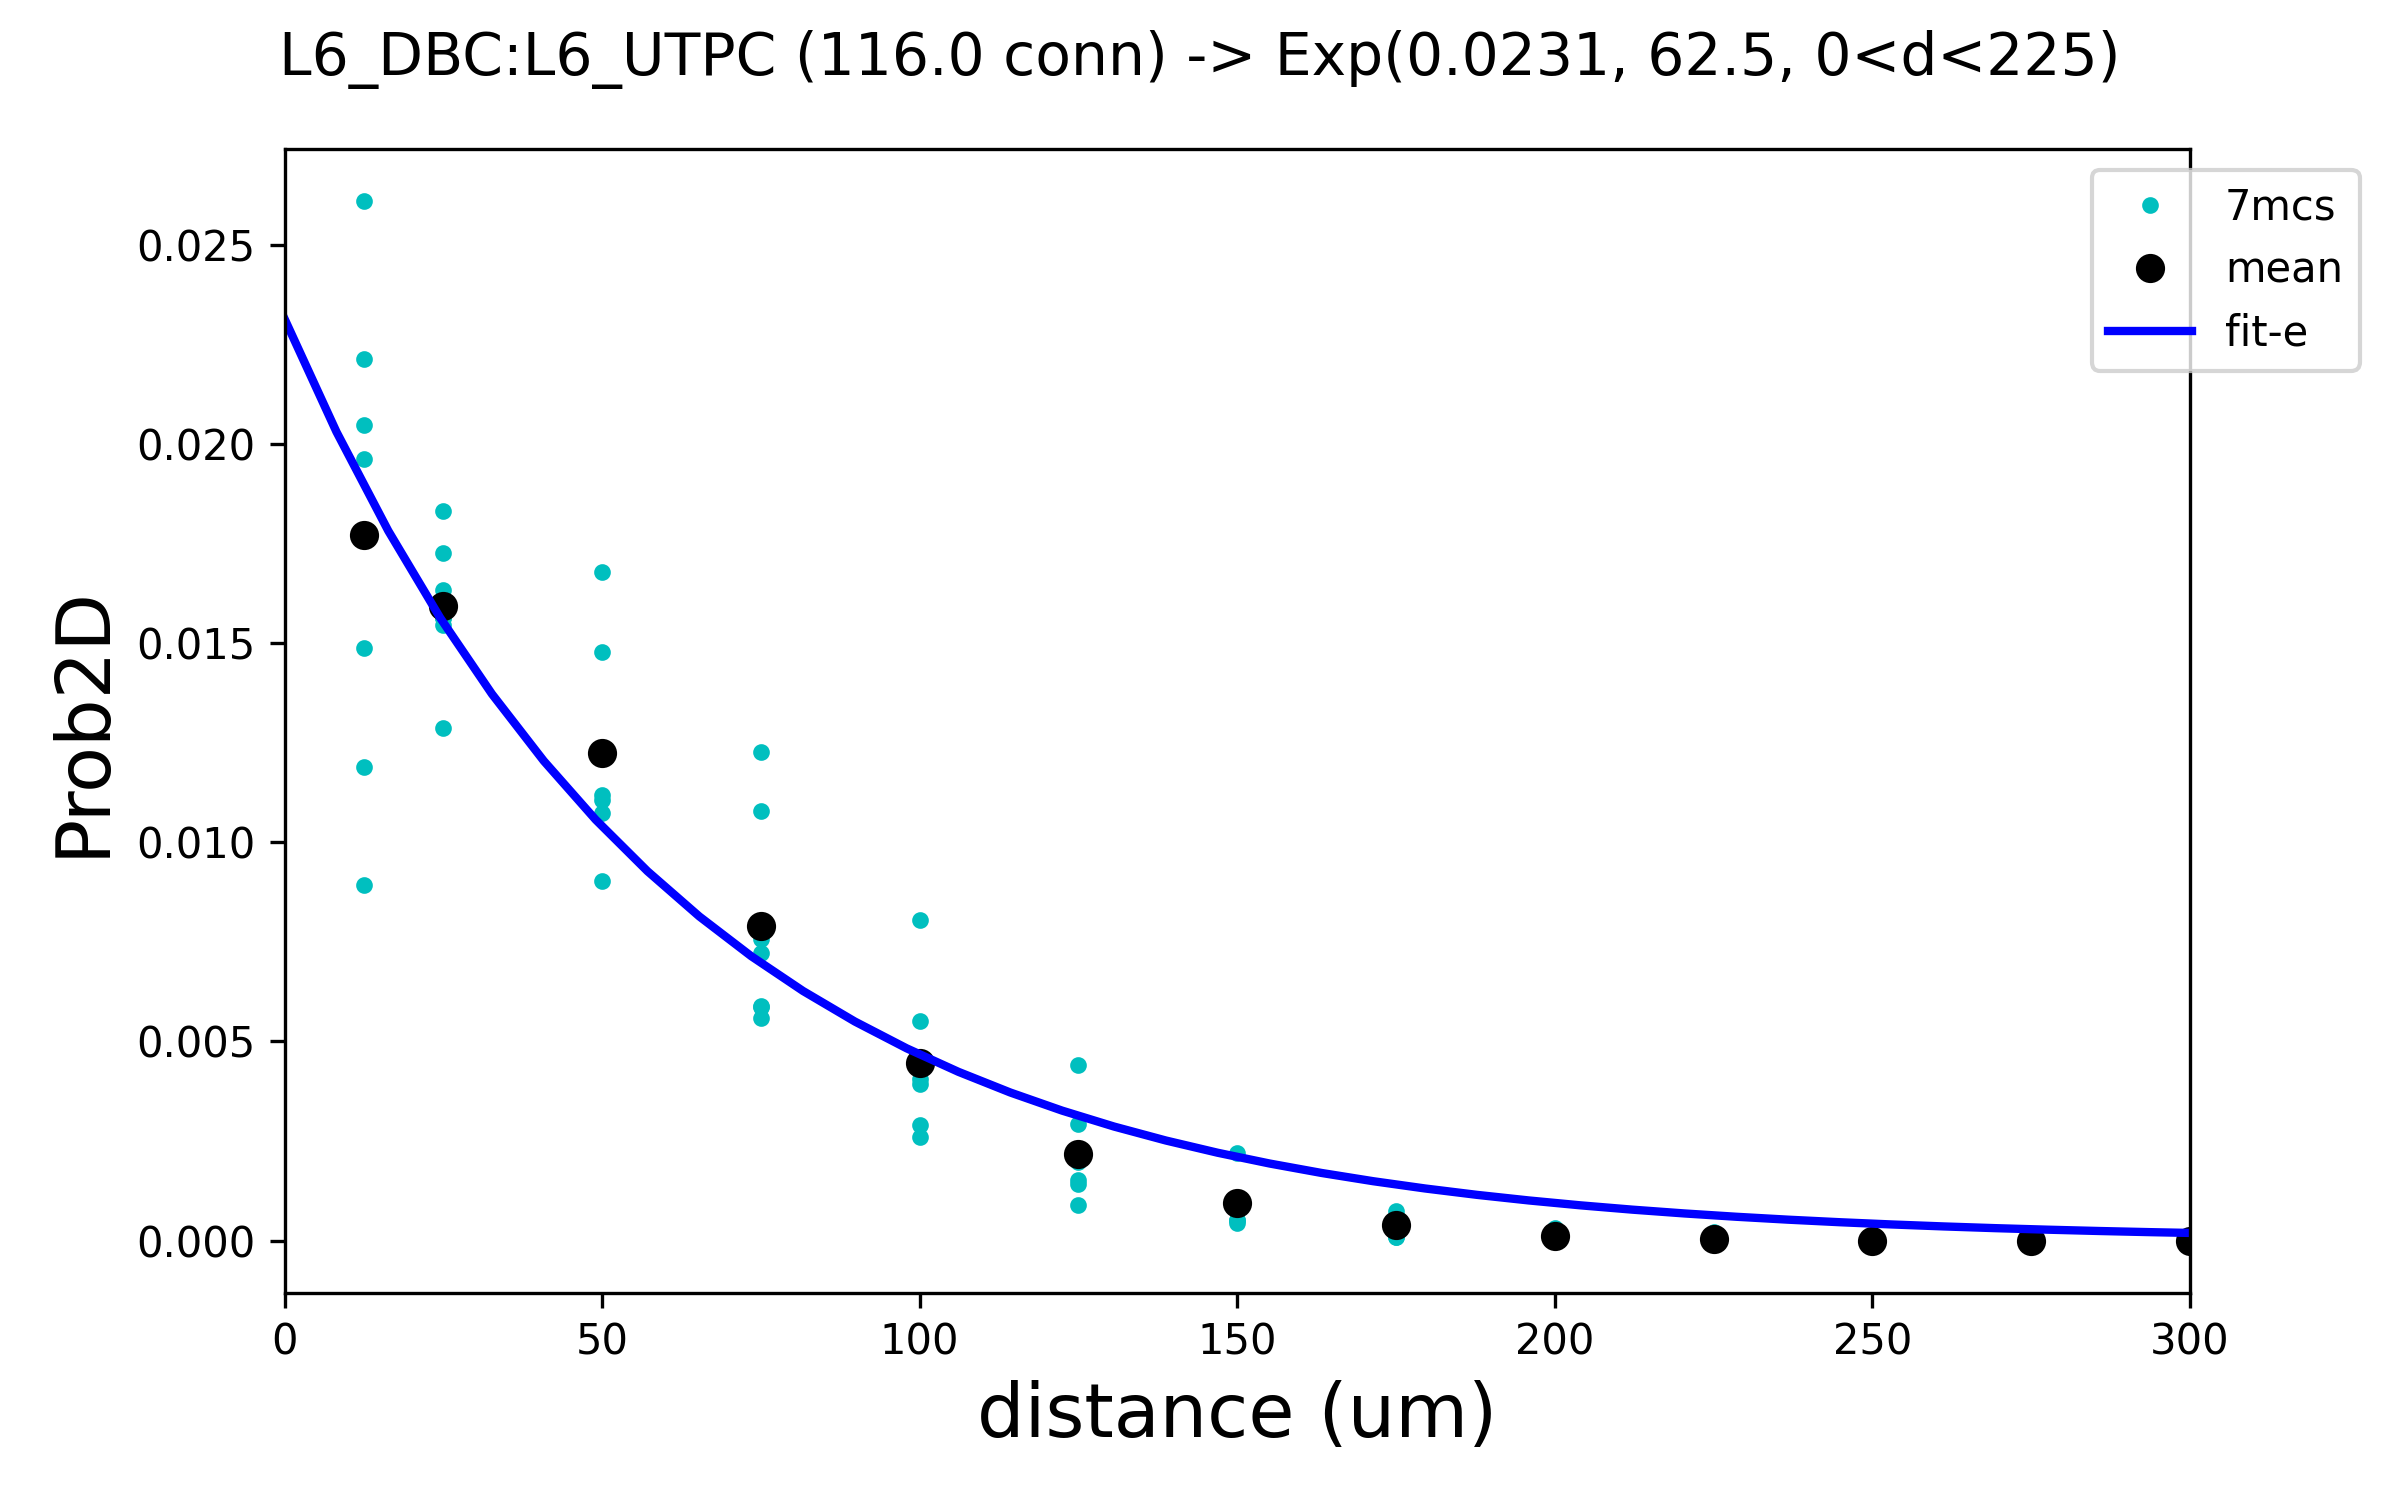 L6_DBC:L6_UTPC (116.0 conn) -> Exp(0.0231, 62.5, 0<d<225)
7mcs
mean
fit-e
Prob2D
0.025
0.020
0.015
0.010
0.005
0.000
0 50 100 150 200 250 300
distance (um)